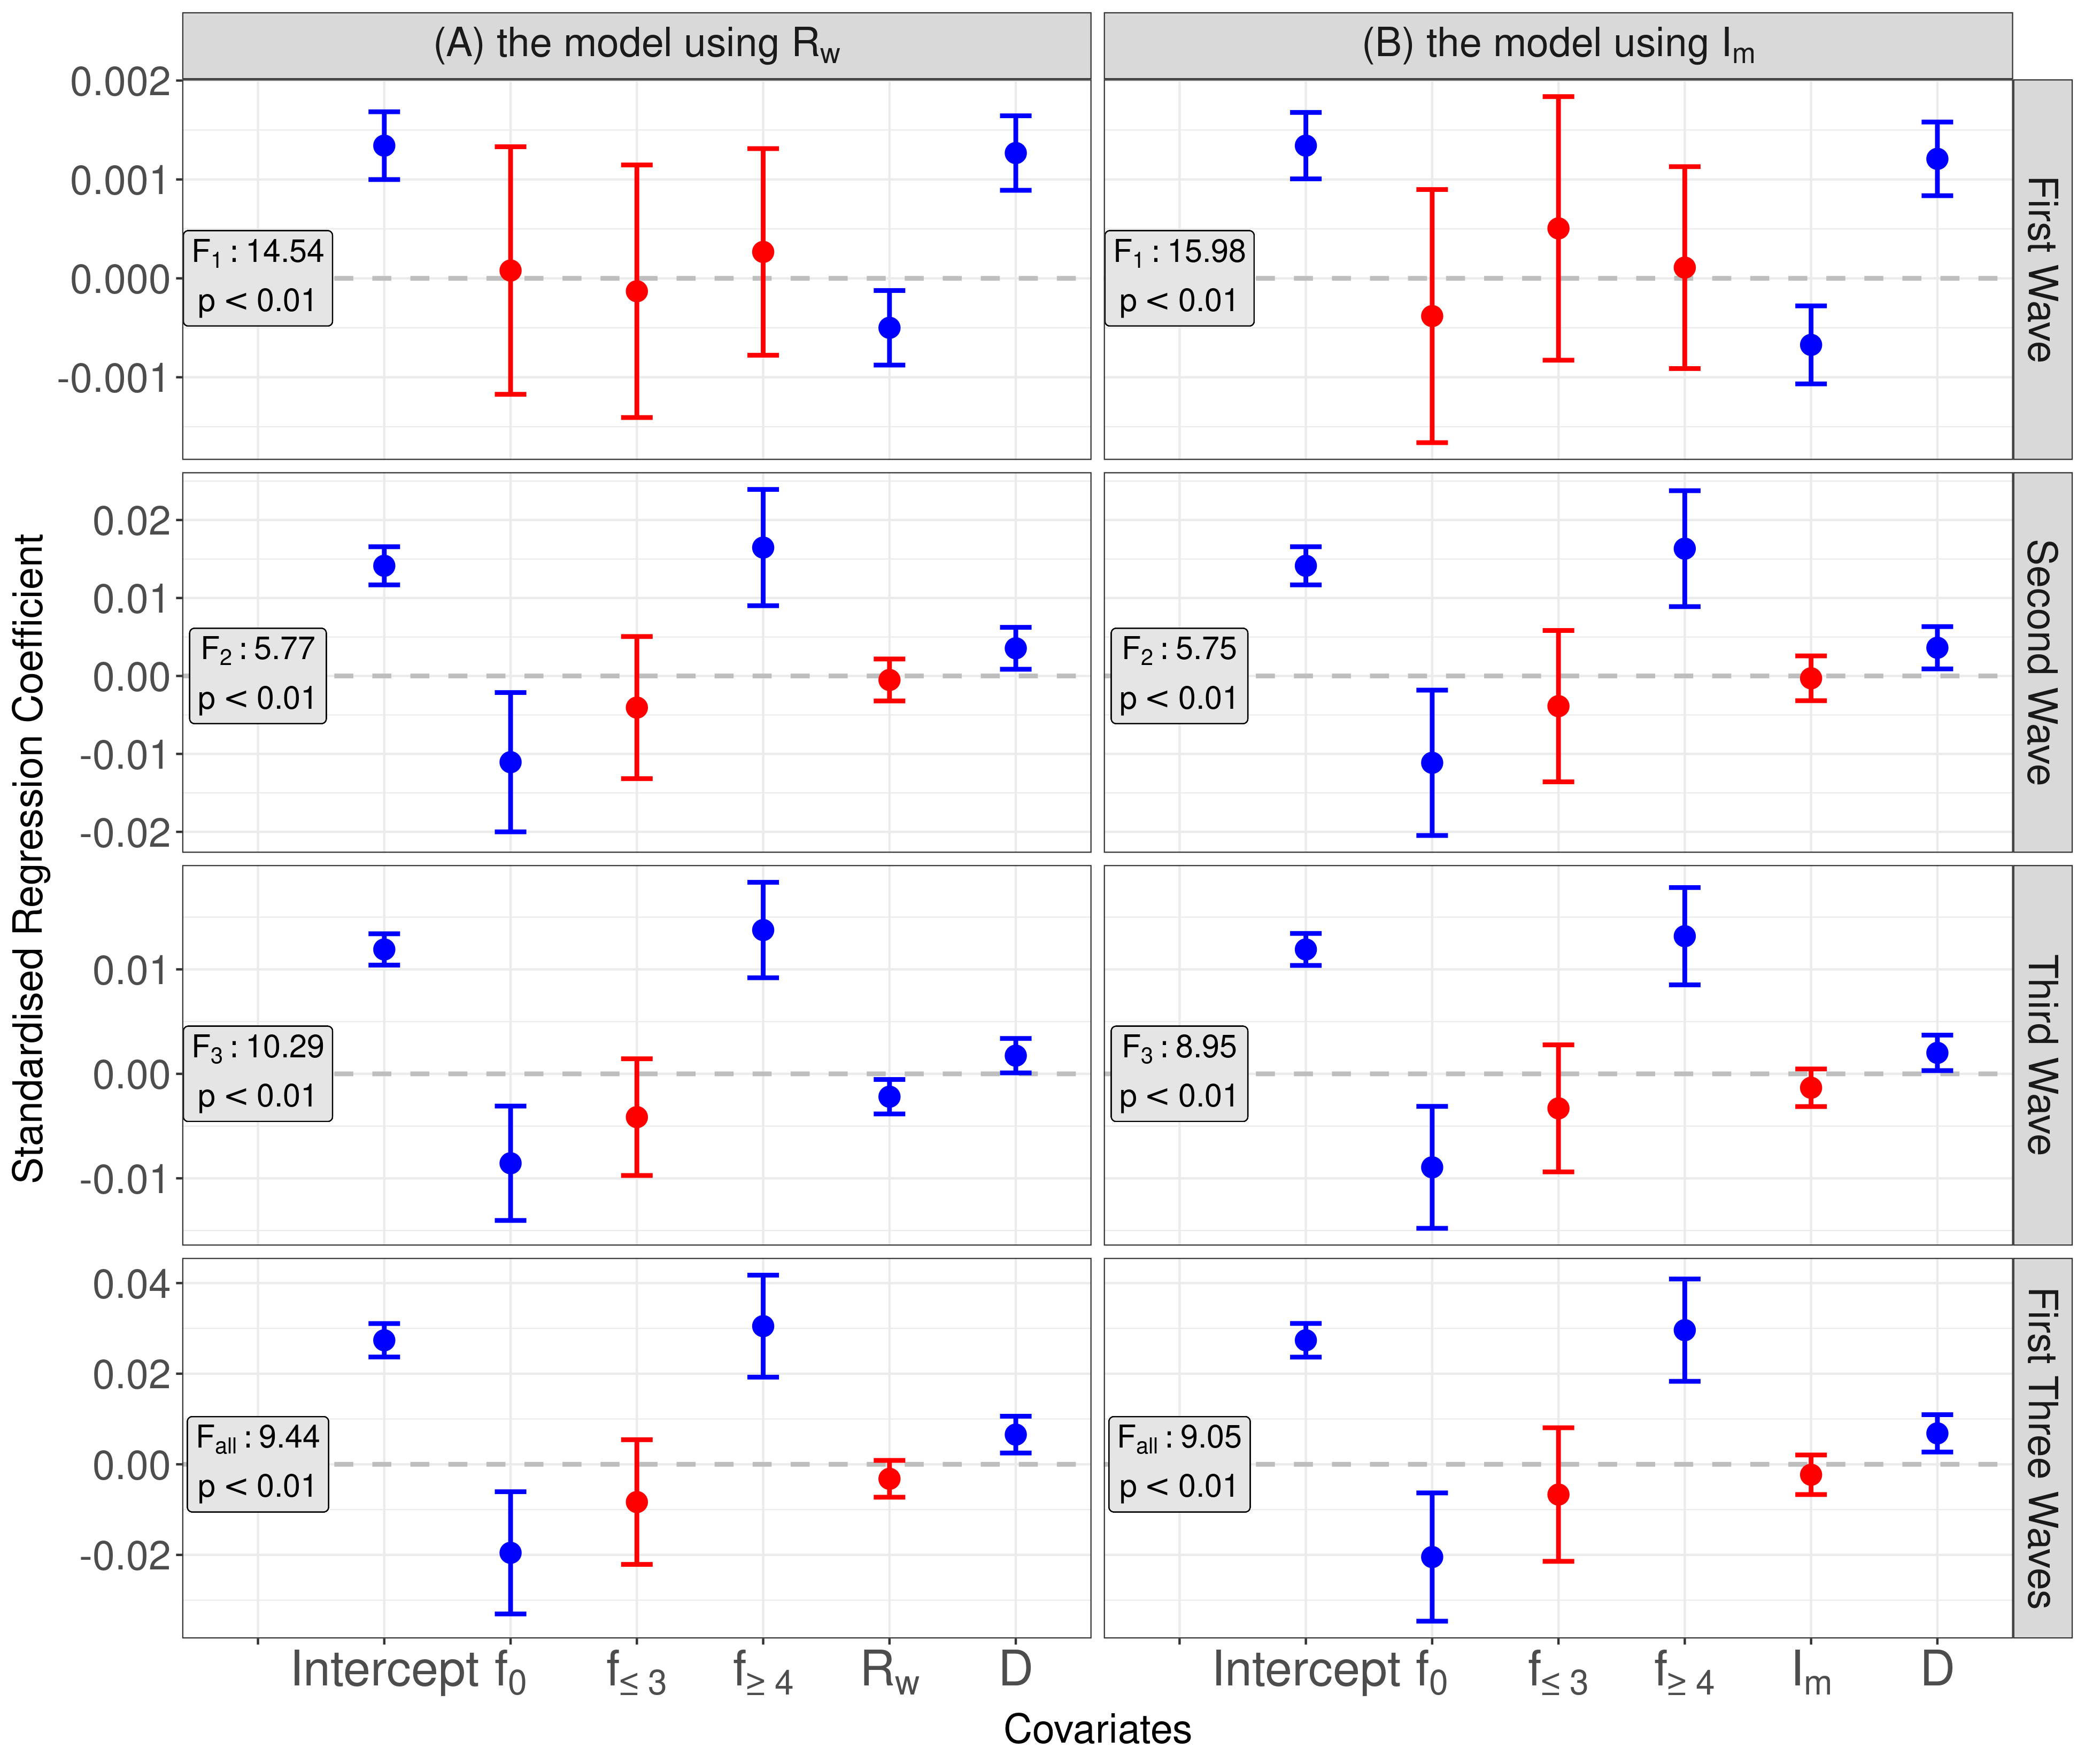 (A) the model using Rw
(B) the model using Im
Standardised Regression Coefficient
0.002
0.001
0.000
-0.001
F1 : 14.54
p < 0.01
F1 : 15.98
p < 0.01
First Wave
0.02
0.01
0.00
-0.01
-0.02
F2 : 5.77
p < 0.01
F2 : 5.75
p < 0.01
Second Wave
0.01
0.00
-0.01
F3 : 10.29
p < 0.01
F3 : 8.95
p < 0.01
Third Wave
0.04
0.02
0.00
-0.02
Fall : 9.44
p < 0.01
Fall : 9.05
p < 0.01
First Three Waves
Intercept f0 f≤ 3 f≥ 4 Rw D
Intercept f0 f≤ 3 f≥ 4 Im D
Covariates